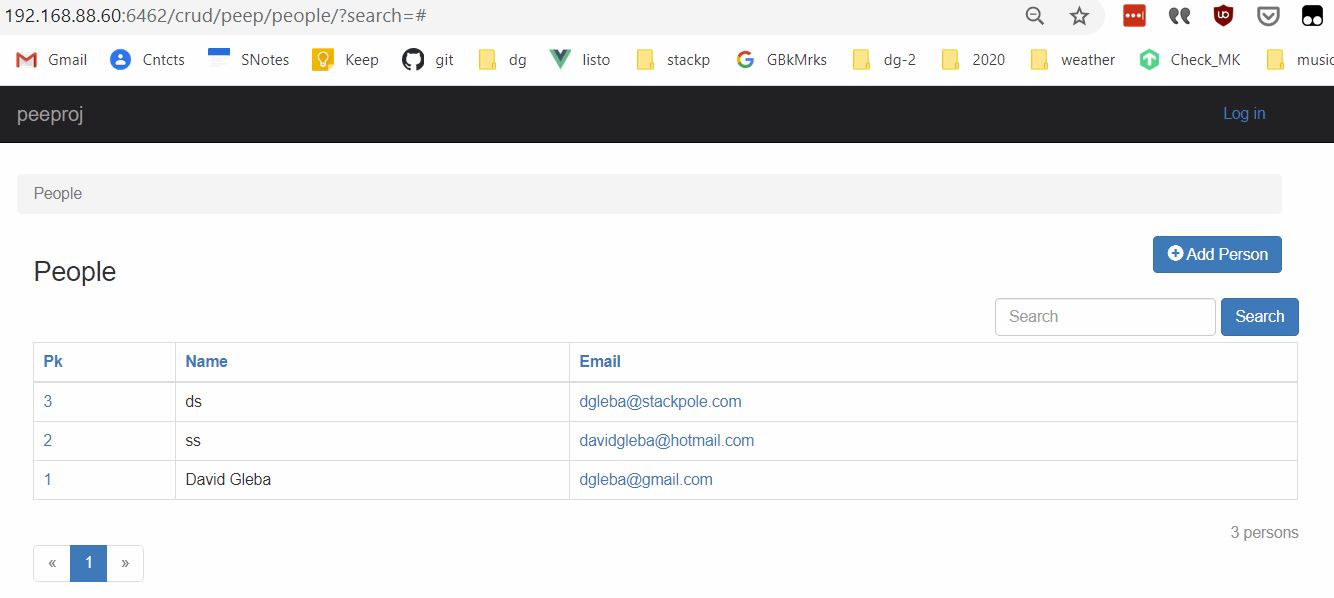 192.168.88.60:6462/crud/peep/people/?search=#
Gmail Cntcts SNotes Keep git dg listo stackp GBkMrks dg-2 2020 weather Check_MK music
peeproj Log in
People
Add Person
People
Search Search
Pk Name Email
3 ds dgleba@stackpole.com
2 ss davidgleba@hotmail.com
1 David Gleba dgleba@gmail.com
3 persons
« 1 »